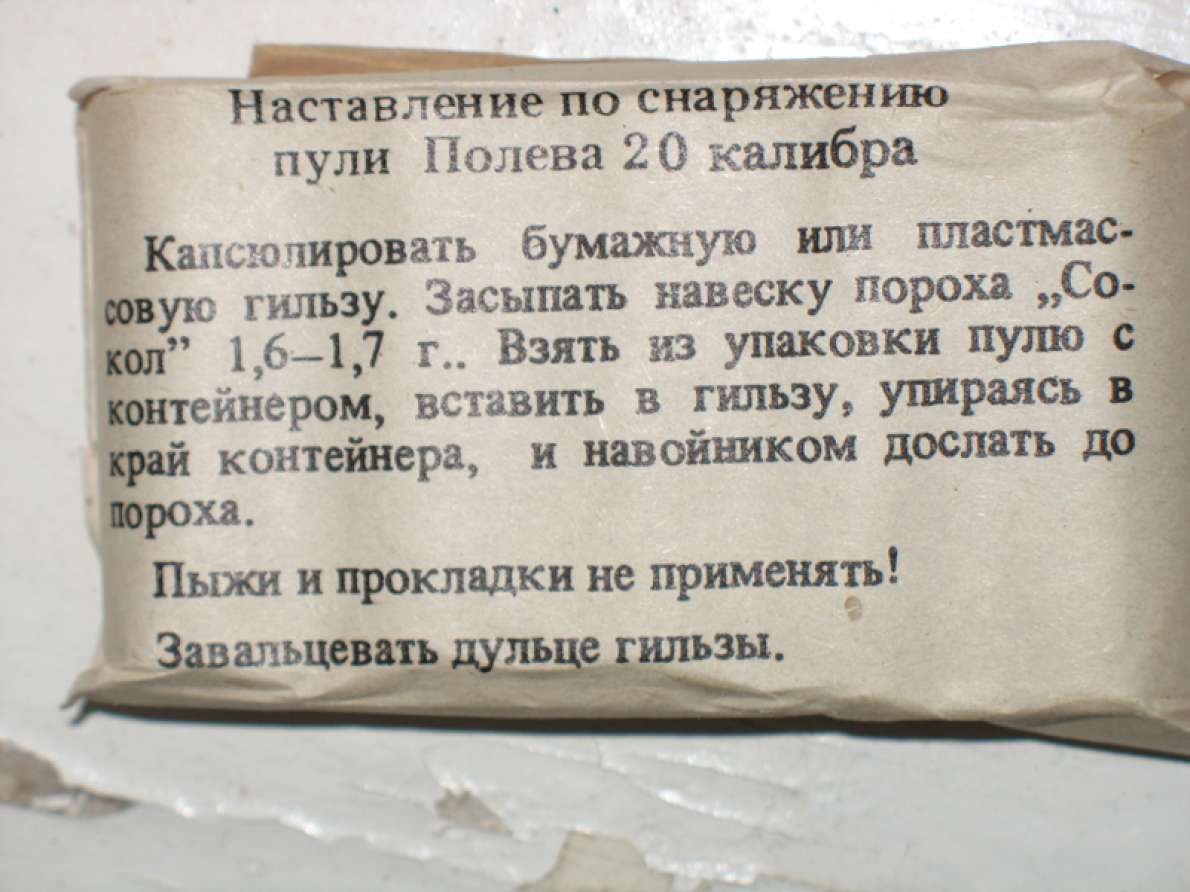 Наставление по снаряжению
пули Полева 20 калибра
Капсюлировать бумажную или пластмас-
совую гильзу. Засыпать навеску пороха „Со-
кол” 1,6—1,7 г.. Взять из упаковки пулю с
контейнером, вставить в гильзу, упираясь в
край контейнера, и навойником дослать до
пороха.
Пыжи и прокладки не применять!
Завальцевать дульце гильзы.